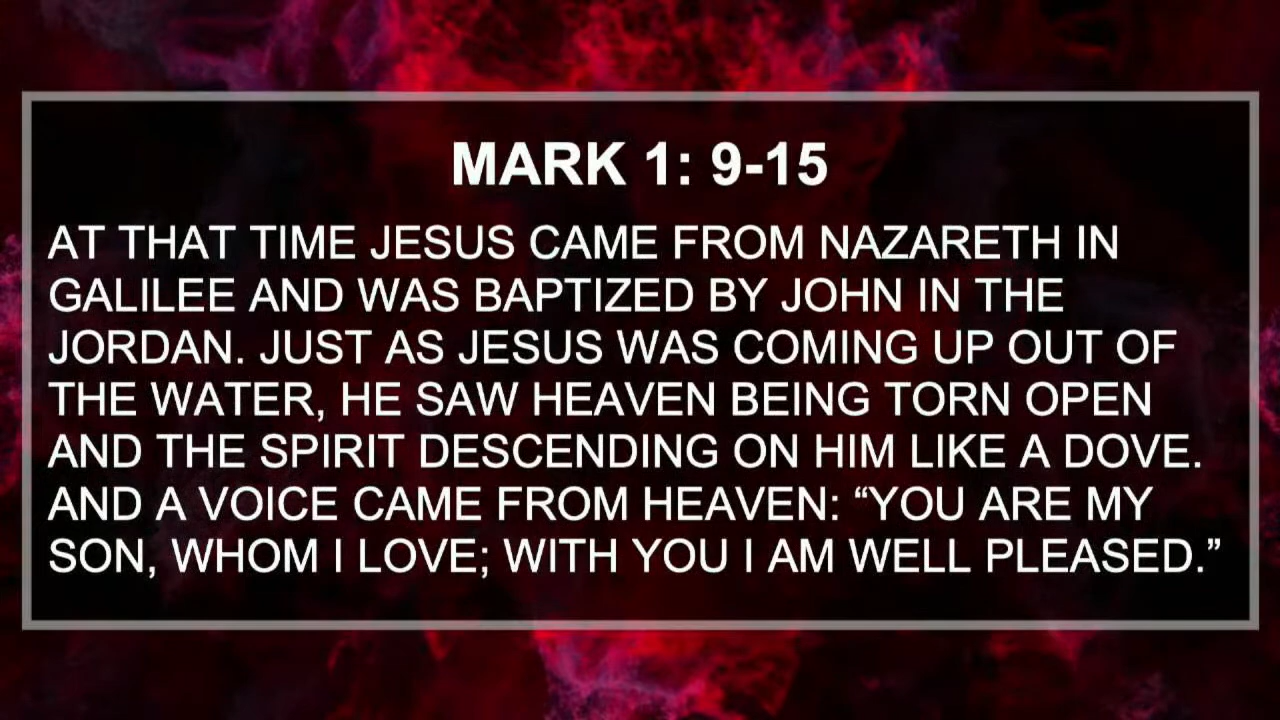 MARK 1: 9-15
AT THAT TIME JESUS CAME FROM NAZARETH IN
GALILEE AND WAS BAPTIZED BY JOHN IN THE
JORDAN. JUST AS JESUS WAS COMING UP OUT OF
THE WATER, HE SAW HEAVEN BEING TORN OPEN
AND THE SPIRIT DESCENDING ON HIM LIKE A DOVE.
AND A VOICE CAME FROM HEAVEN: “YOU ARE MY
SON, WHOM I LOVE; WITH YOU I AM WELL PLEASED.”